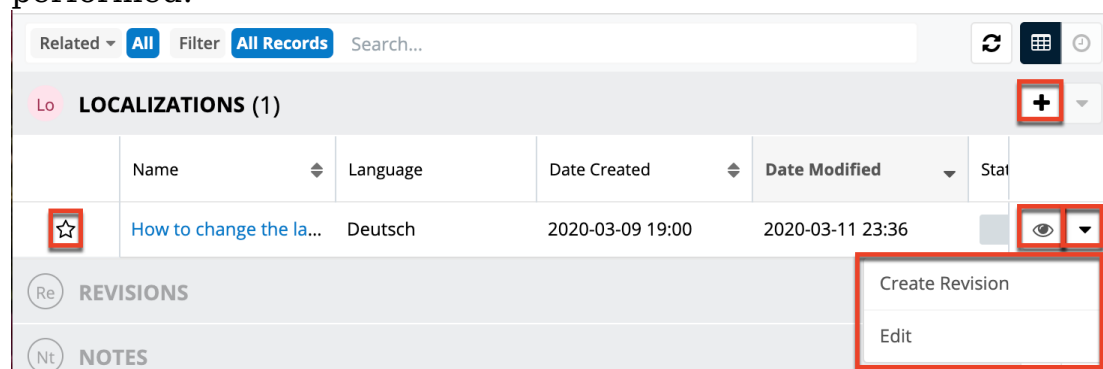 performed.
Related All Filter All Records Search...
Lo LOCALIZATIONS (1)
Name Language Date Created Date Modified Stat
How to change the la... Deutsch 2020-03-09 19:00 2020-03-11 23:36
Re REVISIONS
Create Revision
Edit
Nt NOTES